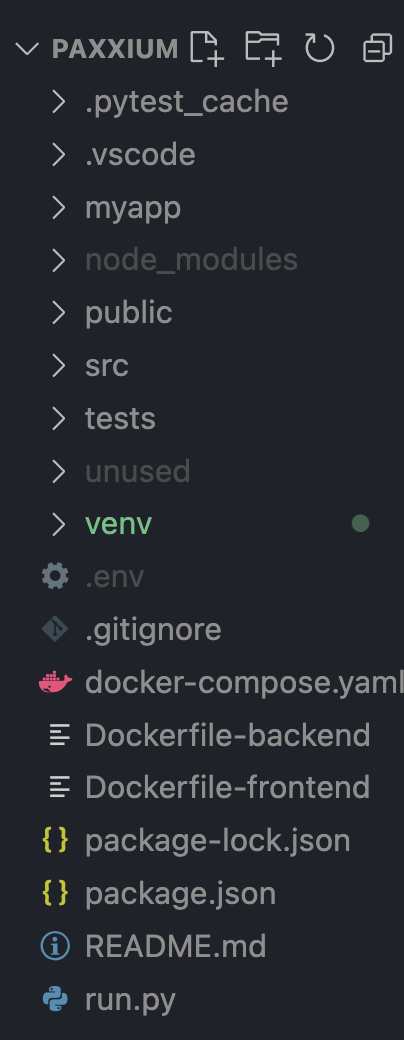 PAXXIUM
.pytest_cache
.vscode
myapp
node_modules
public
src
tests
unused
venv
.env
.gitignore
docker-compose.yaml
Dockerfile-backend
Dockerfile-frontend
package-lock.json
package.json
README.md
run.py